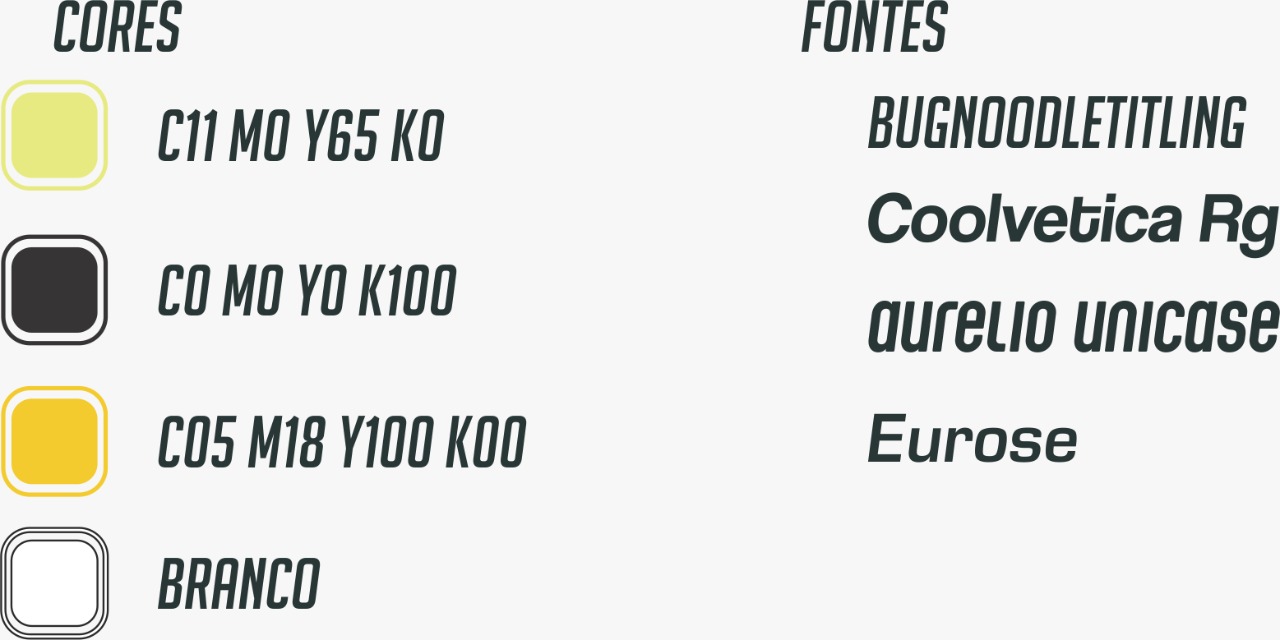 CORES
C11 M0 Y65 K0
C0 M0 Y0 K100
C05 M18 Y100 K00
BRANCO
FONTES
BUGNOODLETITLING
Coolvetica Rg
aurelio unicase
Eurose